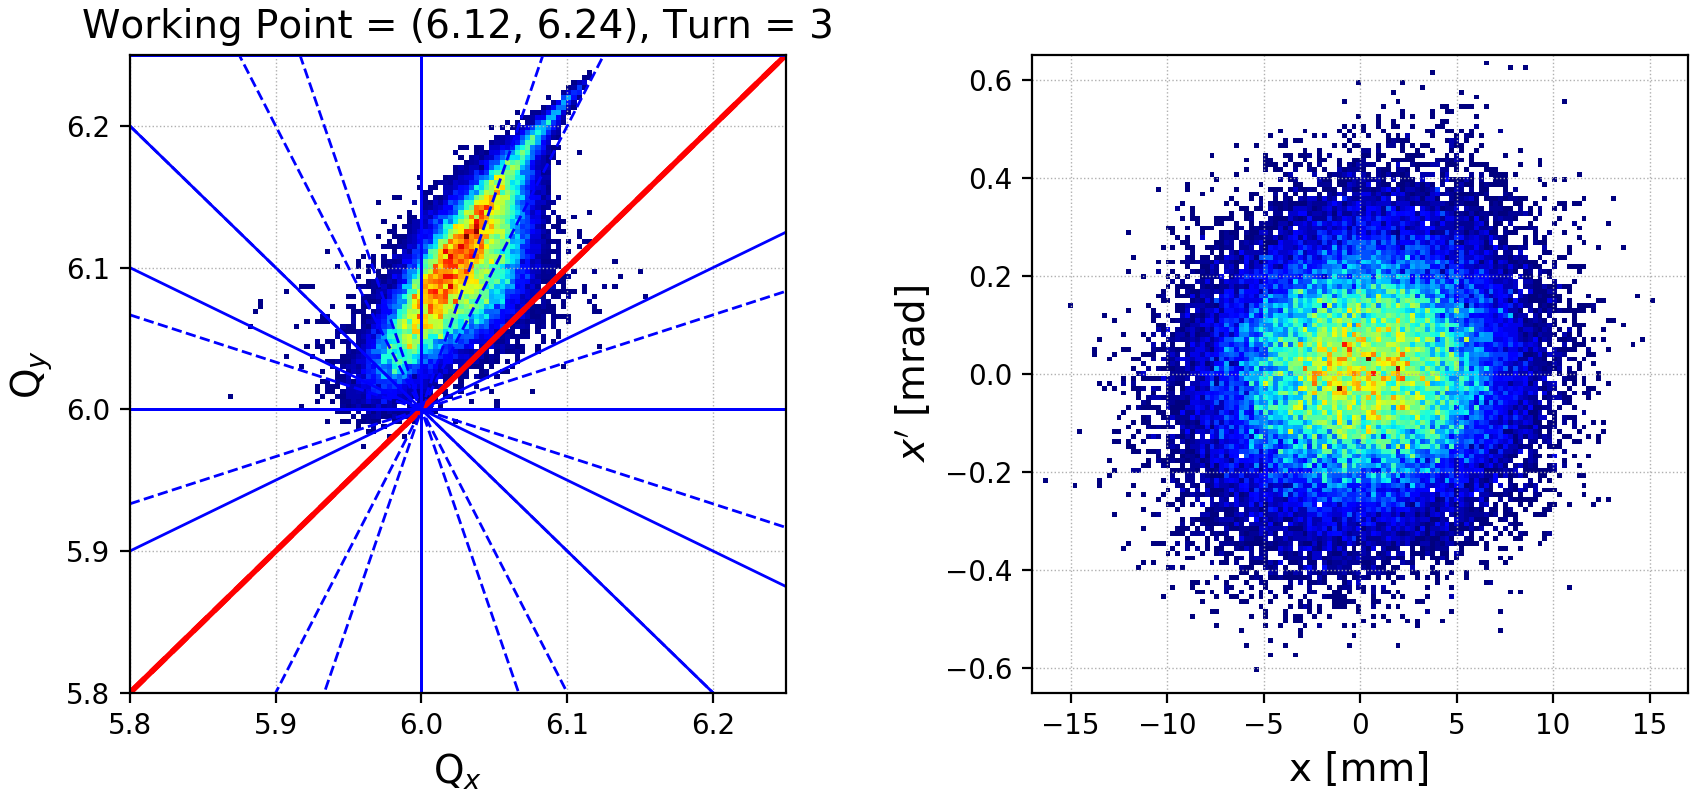 Working Point = (6.12, 6.24), Turn = 3
6.2
6.1
6.0
5.9
5.8
5.8 5.9 6.0 6.1 6.2
Qy
Qx
0.6
0.4
0.2
0.0
−0.2
−0.4
−0.6
−15 −10 −5 0 5 10 15
x′ [mrad]
x [mm]